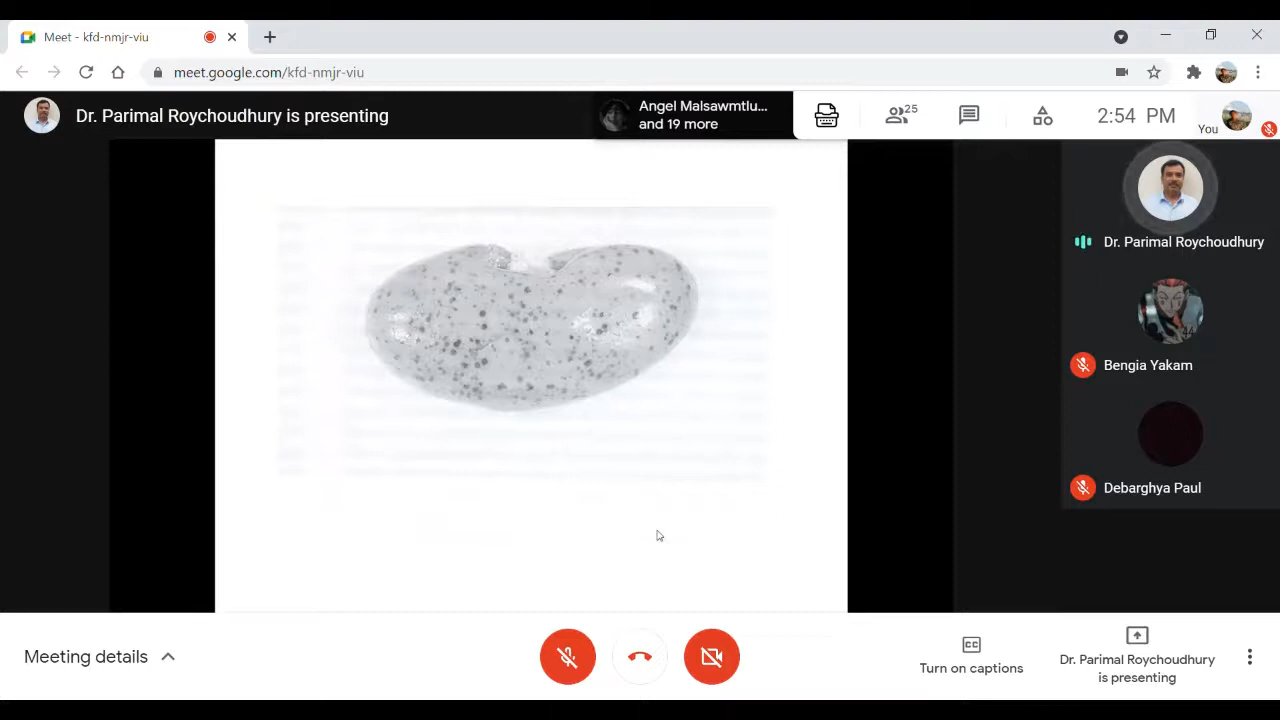 Meet - kfd-nmjr-viu
meet.google.com/kfd-nmjr-viu
Dr. Parimal Roychoudhury is presenting
Angel Malsawmtlu...
and 19 more
25
2:54 PM
You
Dr. Parimal Roychoudhury
44
Bengia Yakam
Debarghya Paul
Meeting details
CC
Turn on captions
Dr. Parimal Roychoudhury
is presenting